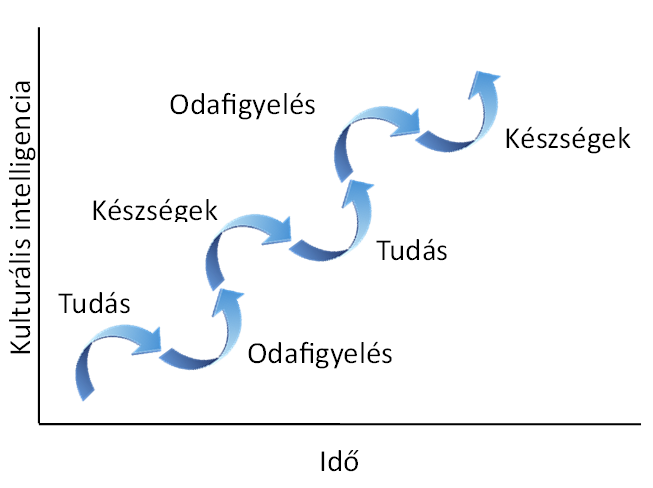 Kulturális intelligencia
Odafigyelés
Készségek
Készségek
Tudás
Tudás
Odafigyelés
Idő